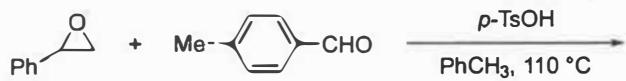 O
Ph
+
Me
CHO
p-TsOH
PhCH₃, 110 °C